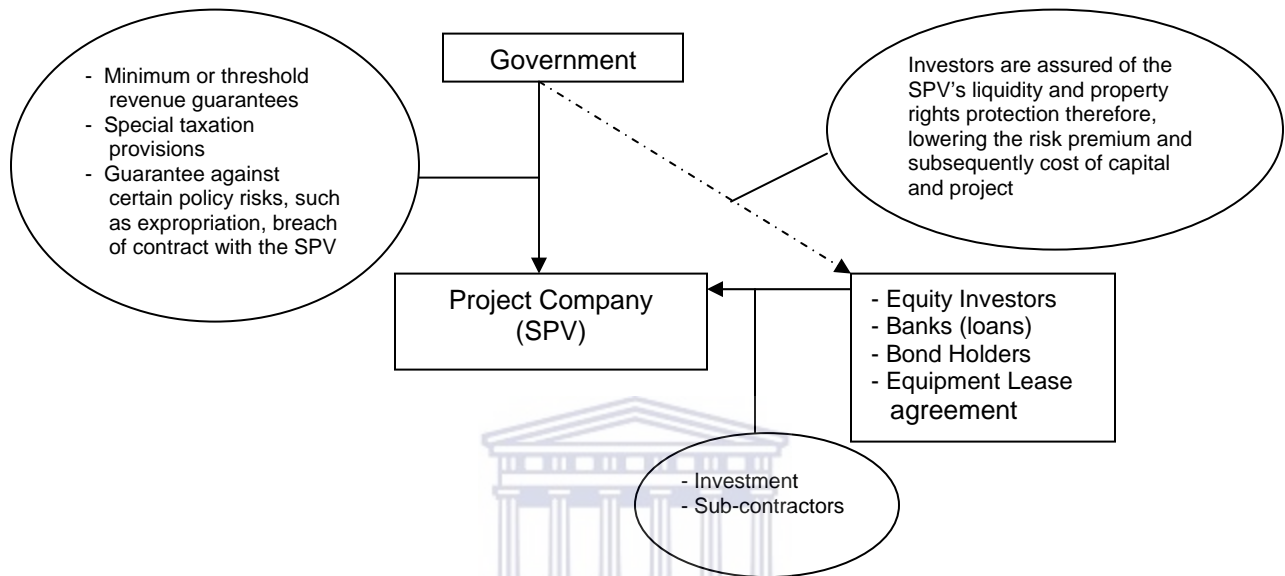 Government
- Minimum or threshold
revenue guarantees
- Special taxation
provisions
- Guarantee against
certain policy risks, such
as expropriation, breach
of contract with the SPV
Investors are assured of the
SPV’s liquidity and property
rights protection therefore,
lowering the risk premium and
subsequently cost of capital
and project
Project Company
(SPV)
- Equity Investors
- Banks (loans)
- Bond Holders
- Equipment Lease
agreement
- Investment
- Sub-contractors